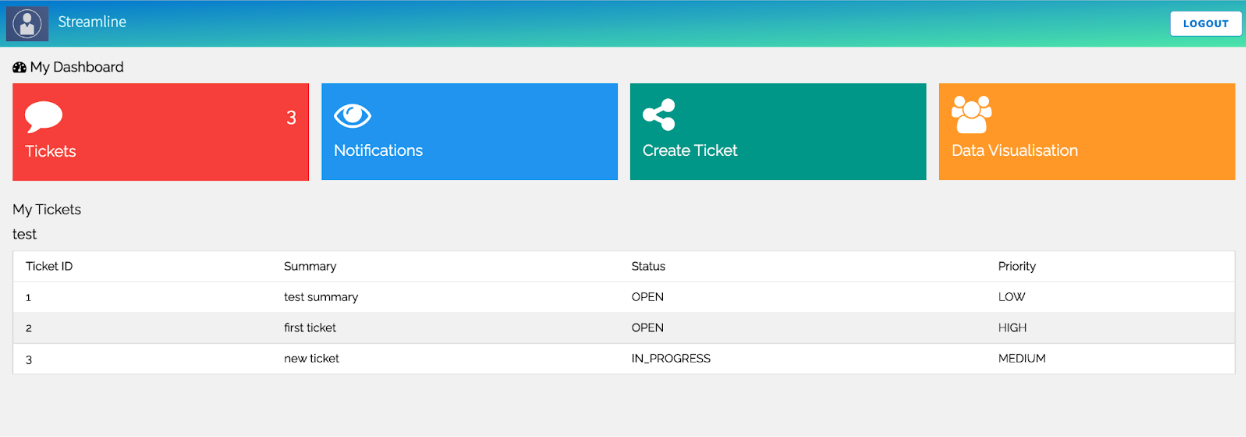 Streamline
LOGOUT
My Dashboard
3
Tickets
Notifications
Create Ticket
Data Visualisation
My Tickets
test
Ticket ID Summary Status Priority
1 test summary OPEN LOW
2 first ticket OPEN HIGH
3 new ticket IN_PROGRESS MEDIUM